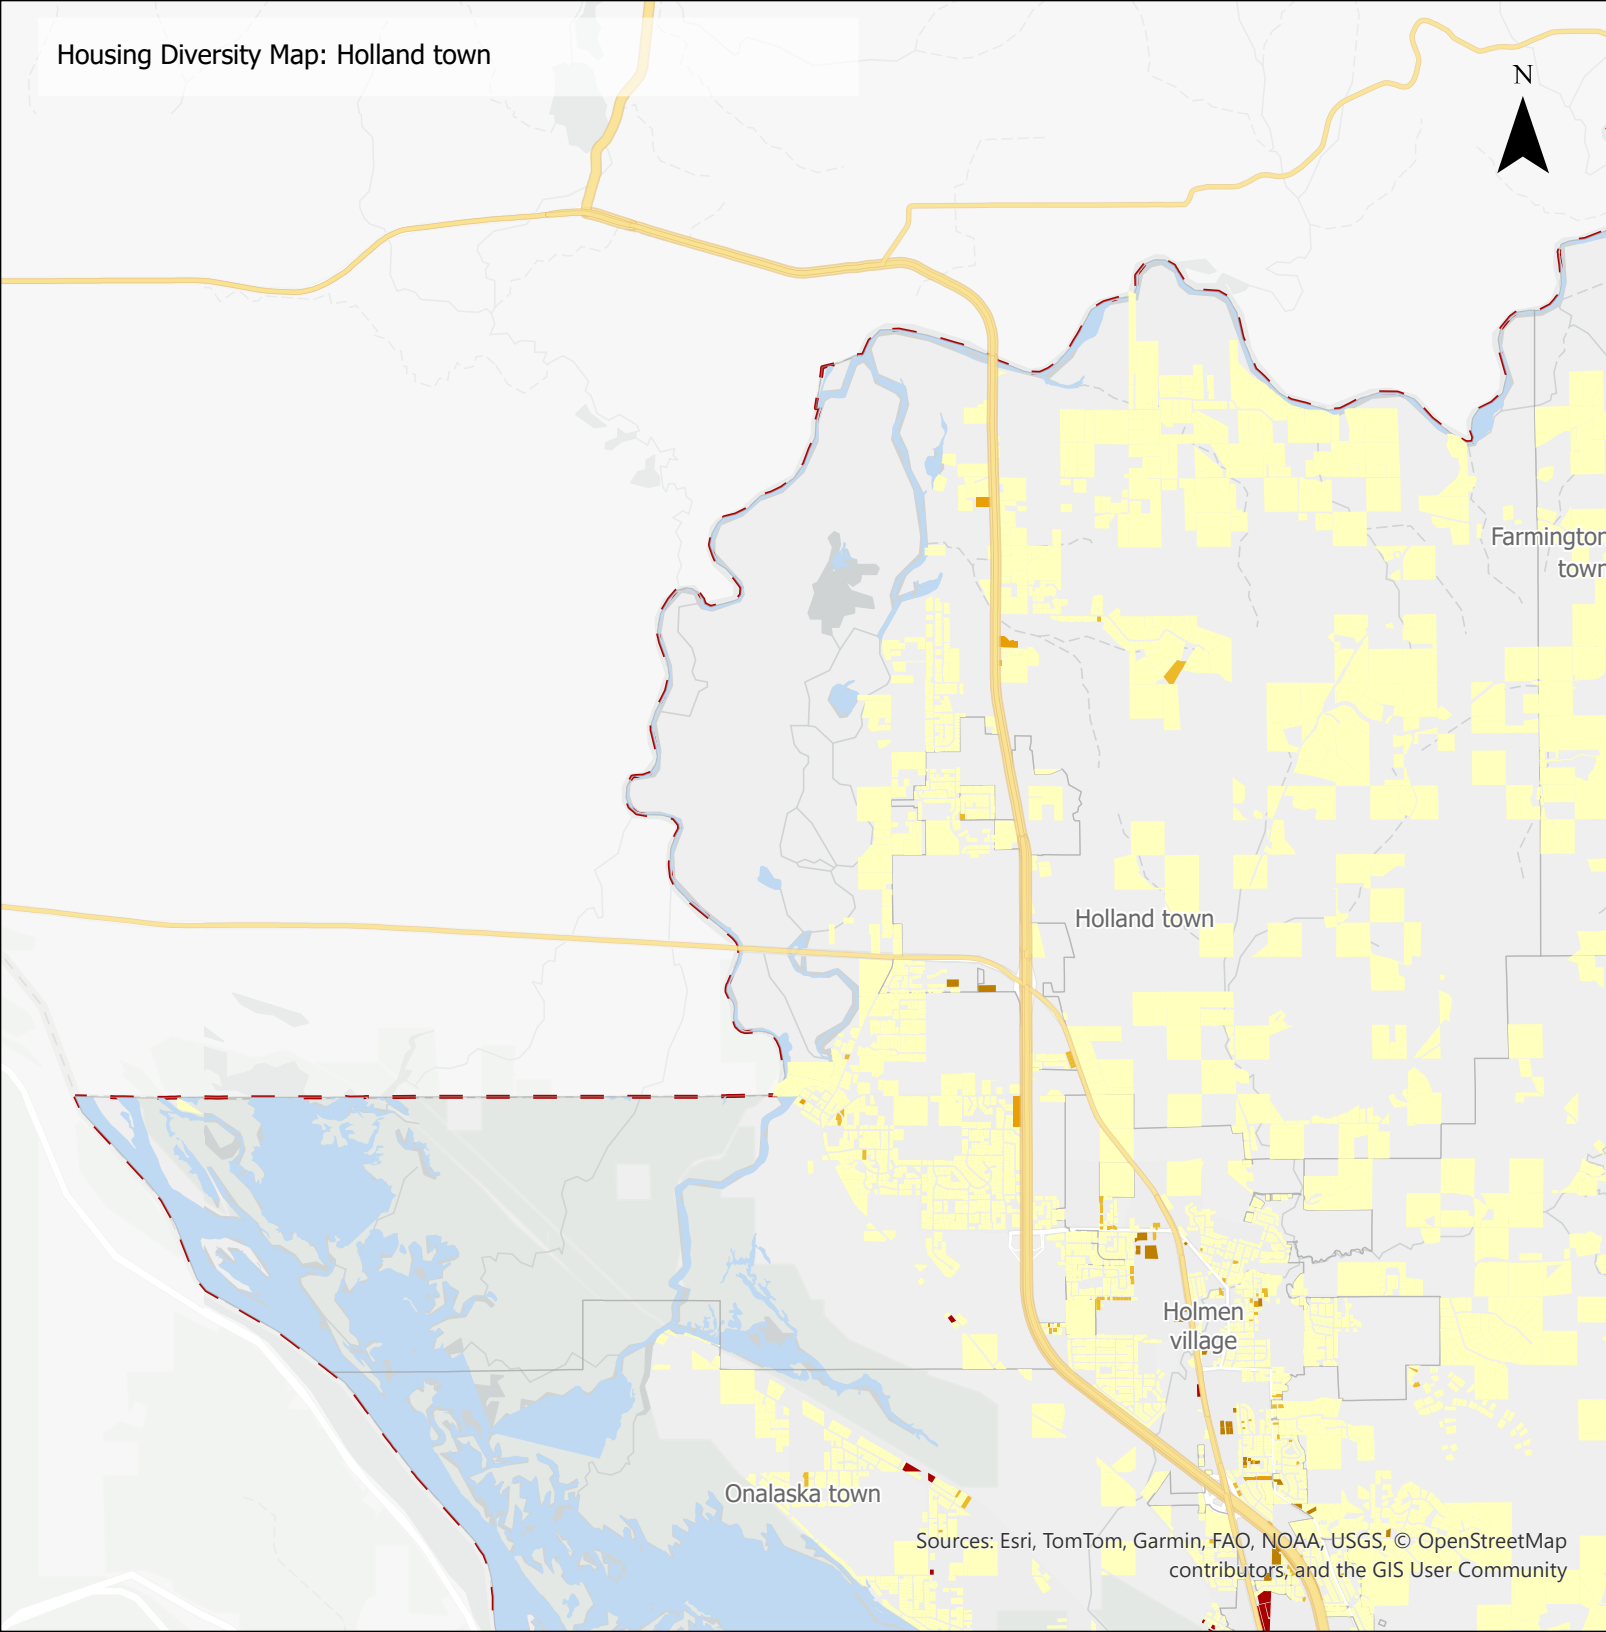 Housing Diversity Map: Holland town
N
Farmington
town
Holland town
Holmen
village
Onalaska town
Sources: Esri, TomTom, Garmin, FAO, NOAA, USGS, © OpenStreetMap
contributors, and the GIS User Community